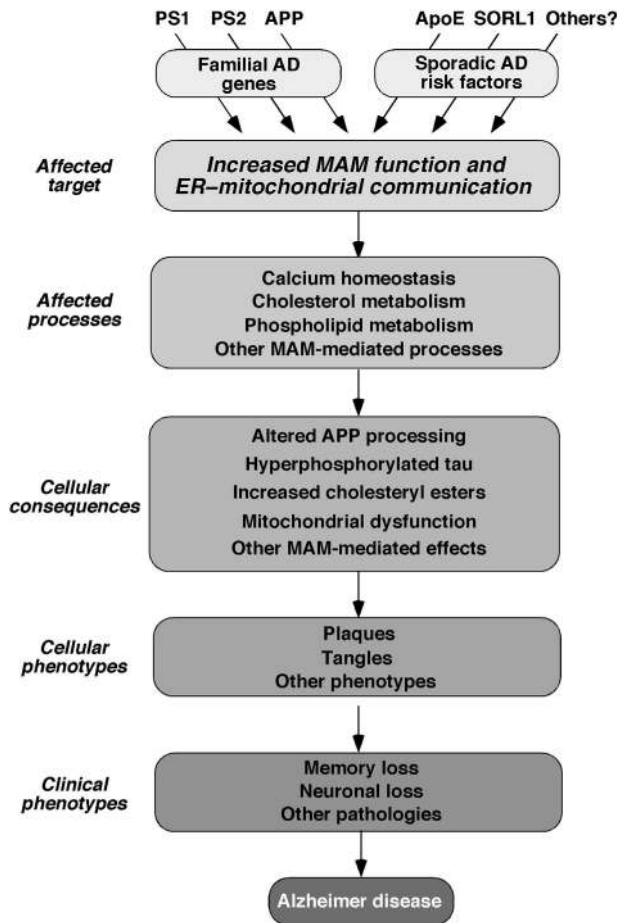 PS1 PS2 APP ApoE SORL1 Others?
Familial AD
genes
Sporadic AD
risk factors
Affected
target
Increased MAM function and
ER–mitochondrial communication
Affected
processes
Calcium homeostasis
Cholesterol metabolism
Phospholipid metabolism
Other MAM-mediated processes
Cellular
consequences
Altered APP processing
Hyperphosphorylated tau
Increased cholesteryl esters
Mitochondrial dysfunction
Other MAM-mediated effects
Cellular
phenotypes
Plaques
Tangles
Other phenotypes
Clinical
phenotypes
Memory loss
Neuronal loss
Other pathologies
Alzheimer disease